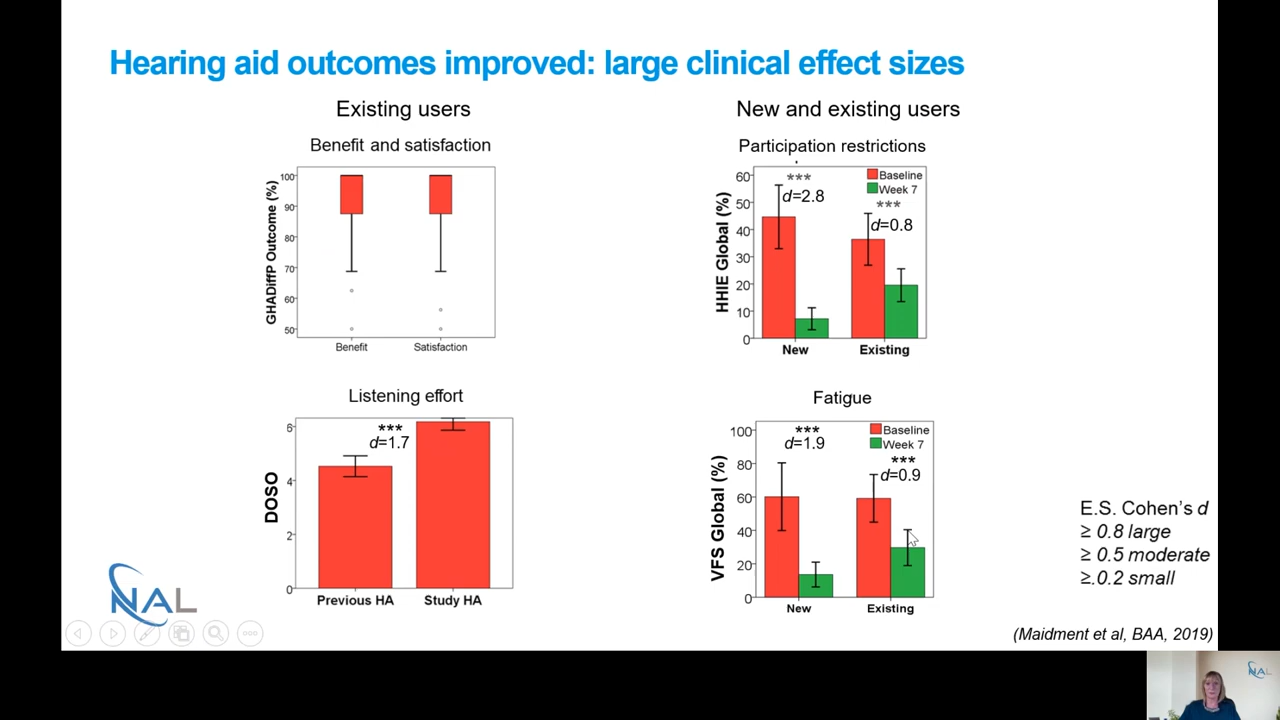 Hearing aid outcomes improved: large clinical effect sizes
Existing users
Benefit and satisfaction
GHADiffP Outcome (%)
100
90
80
70
60
50
Benefit
Satisfaction
Listening effort
DOSO
6
4
2
0
***
d=1.7
Previous HA
Study HA
New and existing users
Participation restrictions
HHIE Global (%)
60
50
40
30
20
10
0
***
d=2.8
Baseline
Week 7
***
d=0.8
New
Existing
Fatigue
VFS Global (%)
100
80
60
40
20
0
***
d=1.9
Baseline
Week 7
***
d=0.9
New
Existing
E.S. Cohen's d
≥ 0.8 large
≥ 0.5 moderate
≥.0.2 small
NAL
(Maidment et al, BAA, 2019)
NAL